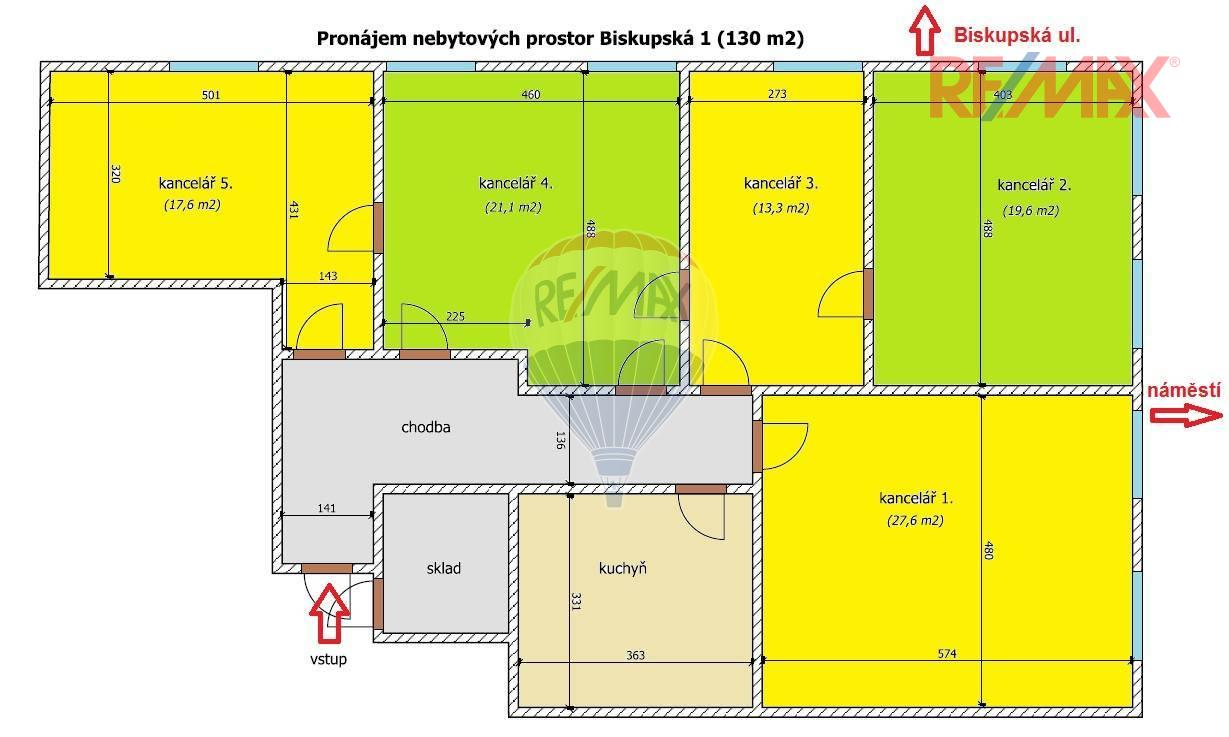 Pronájem nebytových prostor Biskupská 1 (130 m2)
Biskupská ul.
RE/MAX®
501
460
273
403
320
kancelář 5.
(17,6 m2)
kancelář 4.
(21,1 m2)
kancelář 3.
(13,3 m2)
kancelář 2.
(19,6 m2)
431
488
488
143
RE/MAX
225
náměstí
chodba
136
kancelář 1.
(27,6 m2)
141
480
sklad
kuchyň
331
vstup
363
574